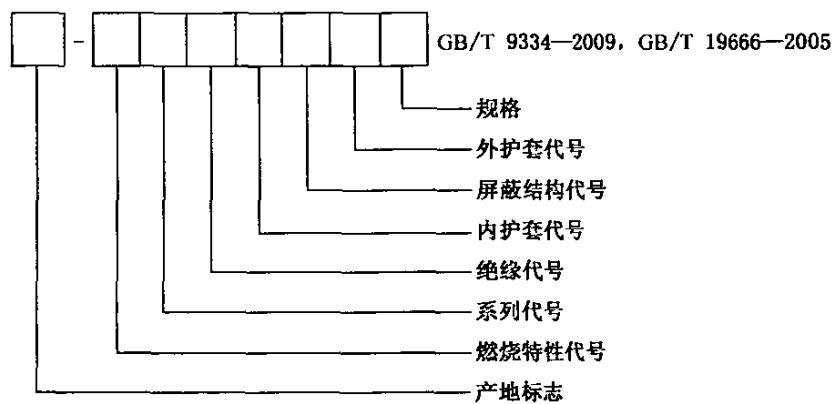 - GB/T 9334—2009, GB/T 19666—2005
规格
外护套代号
屏蔽结构代号
内护套代号
绝缘代号
系列代号
燃烧特性代号
产地标志